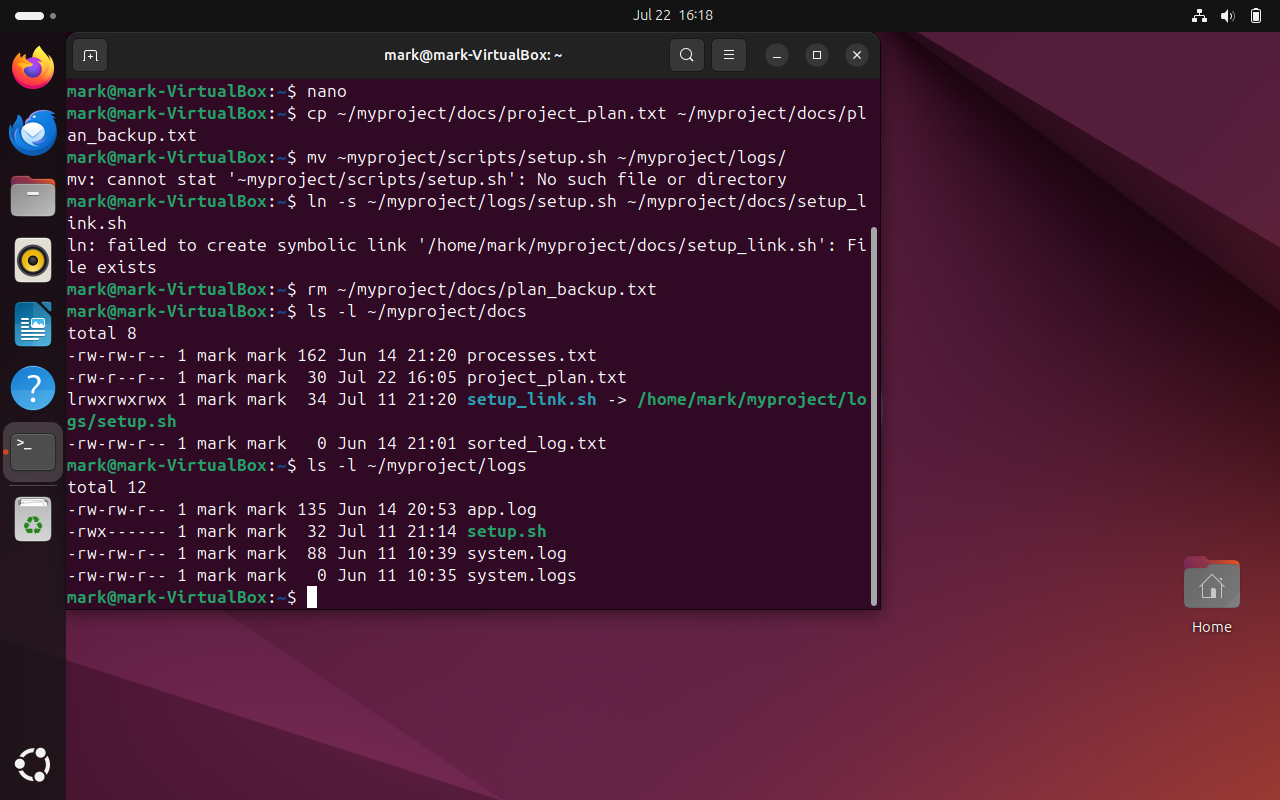 Jul 22 16:18
mark@mark-VirtualBox: ~
mark@mark-VirtualBox:~$ nano
mark@mark-VirtualBox:~$ cp ~/myproject/docs/project_plan.txt ~/myproject/docs/pl
an_backup.txt
mark@mark-VirtualBox:~$ mv ~myproject/scripts/setup.sh ~/myproject/logs/
mv: cannot stat '~myproject/scripts/setup.sh': No such file or directory
mark@mark-VirtualBox:~$ ln -s ~/myproject/logs/setup.sh ~/myproject/docs/setup_l
ink.sh
ln: failed to create symbolic link '/home/mark/myproject/docs/setup_link.sh': Fi
le exists
mark@mark-VirtualBox:~$ rm ~/myproject/docs/plan_backup.txt
mark@mark-VirtualBox:~$ ls -l ~/myproject/docs
total 8
-rw-rw-r-- 1 mark mark 162 Jun 14 21:20 processes.txt
-rw-r--r-- 1 mark mark  30 Jul 22 16:05 project_plan.txt
lrwxrwxrwx 1 mark mark  34 Jul 11 21:20 setup_link.sh -> /home/mark/myproject/lo
gs/setup.sh
-rw-rw-r-- 1 mark mark   0 Jun 14 21:01 sorted_log.txt
mark@mark-VirtualBox:~$ ls -l ~/myproject/logs
total 12
-rw-rw-r-- 1 mark mark 135 Jun 14 20:53 app.log
-rwx------ 1 mark mark  32 Jul 11 21:14 setup.sh
-rw-rw-r-- 1 mark mark  88 Jun 11 10:39 system.log
-rw-rw-r-- 1 mark mark   0 Jun 11 10:35 system.logs
mark@mark-VirtualBox:~$
Home